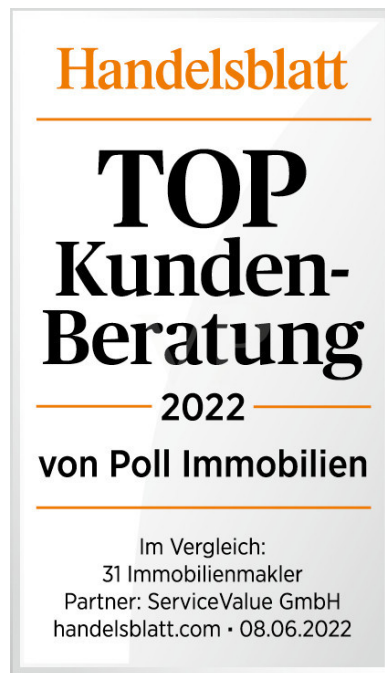 Handelsblatt
TOP
Kunden-
Beratung
2022
von Poll Immobilien
Im Vergleich:
31 Immobilienmakler
Partner: ServiceValue GmbH
handelsblatt.com · 08.06.2022